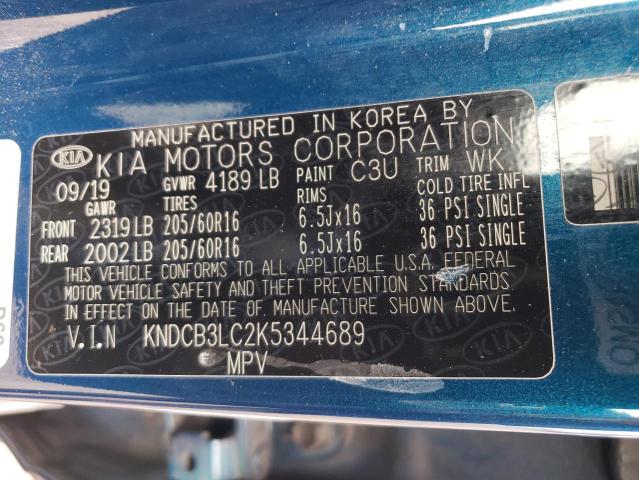 MANUFACTURED IN KOREA BY
KIA KIA MOTORS CORPORATION
09/19 GVWR 4189 LB PAINT C3U TRIM WK
GAWR TIRES RIMS COLD TIRE INFL
FRONT 2319 LB 205/60R16 6.5Jx16 36 PSI SINGLE
REAR 2002 LB 205/60R16 6.5Jx16 36 PSI SINGLE
THIS VEHICLE CONFORMS TO ALL APPLICABLE U.S.A. FEDERAL
MOTOR VEHICLE SAFETY AND THEFT PREVENTION STANDARDS
IN EFFECT ON THE DATE OF MANUFACTURE SHOWN ABOVE.
V.I.N KNDCB3LC2K5344689
MPV